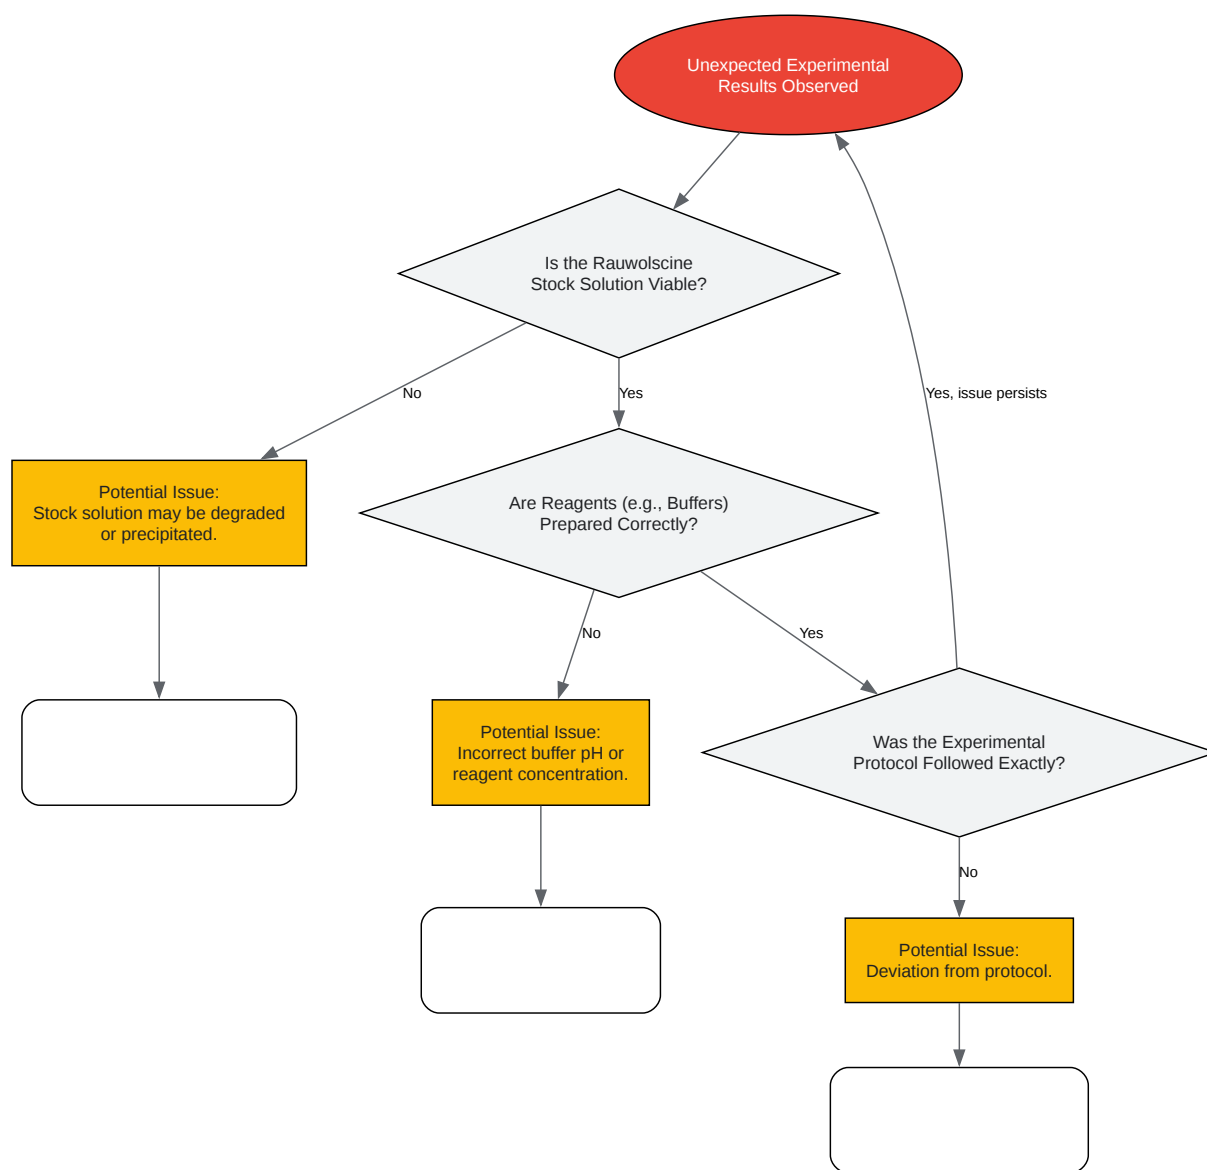 Unexpected Experimental
Results Observed
Is the Rauwolscine
Stock Solution Viable?
No
Yes
Yes, issue persists
Potential Issue:
Stock solution may be degraded
or precipitated.
Are Reagents (e.g., Buffers)
Prepared Correctly?
No
Yes
Potential Issue:
Incorrect buffer pH or
reagent concentration.
Was the Experimental
Protocol Followed Exactly?
No
Potential Issue:
Deviation from protocol.